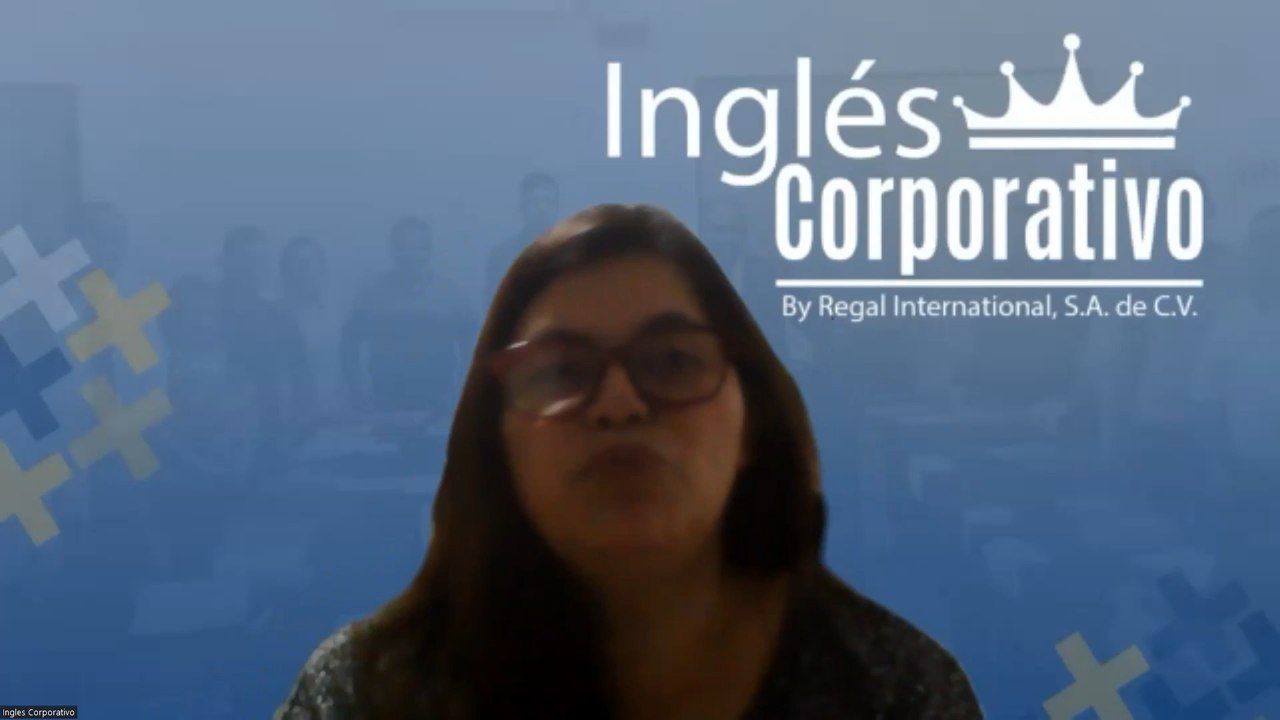 Inglés
Corporativo
By Regal International, S.A. de C.V.
Ingles Corporativo